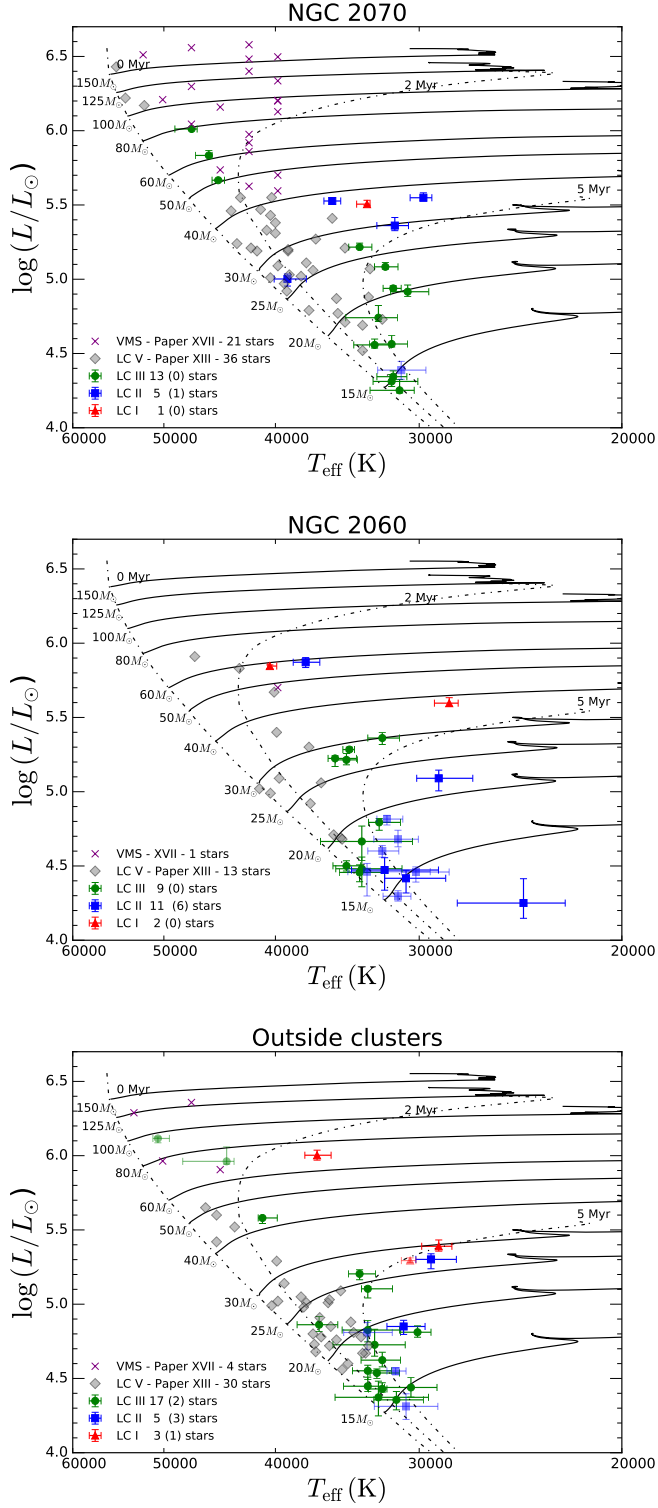 NGC 2070
6.5
0 Myr
150M☉
2 Myr
125M☉
100M☉
6.0
80M☉
60M☉
5 Myr
5.5
50M☉
40M☉
log (L/L☉)
5.0
30M☉
25M☉
20M☉
4.5
15M☉
VMS - Paper XVII - 21 stars
LC V - Paper XIII - 36 stars
LC III 13 (0) stars
LC II 5 (1) stars
LC I 1 (0) stars
4.0
60000 40000 30000 20000
Teff (K)
NGC 2060
6.5
0 Myr
150M☉
2 Myr
125M☉
100M☉
6.0
80M☉
60M☉
5 Myr
5.5
50M☉
40M☉
log (L/L☉)
5.0
30M☉
25M☉
20M☉
4.5
15M☉
VMS - XVII - 1 stars
LC V - Paper XIII - 13 stars
LC III 9 (0) stars
LC II 11 (6) stars
LC I 2 (0) stars
4.0
60000 40000 30000 20000
Teff (K)
Outside clusters
6.5
0 Myr
150M☉
2 Myr
125M☉
100M☉
6.0
80M☉
60M☉
5 Myr
5.5
50M☉
40M☉
log (L/L☉)
5.0
30M☉
25M☉
20M☉
4.5
15M☉
VMS - Paper XVII - 4 stars
LC V - Paper XIII - 30 stars
LC III 17 (2) stars
LC II 5 (3) stars
LC I 3 (1) stars
4.0
60000 40000 30000 20000
Teff (K)